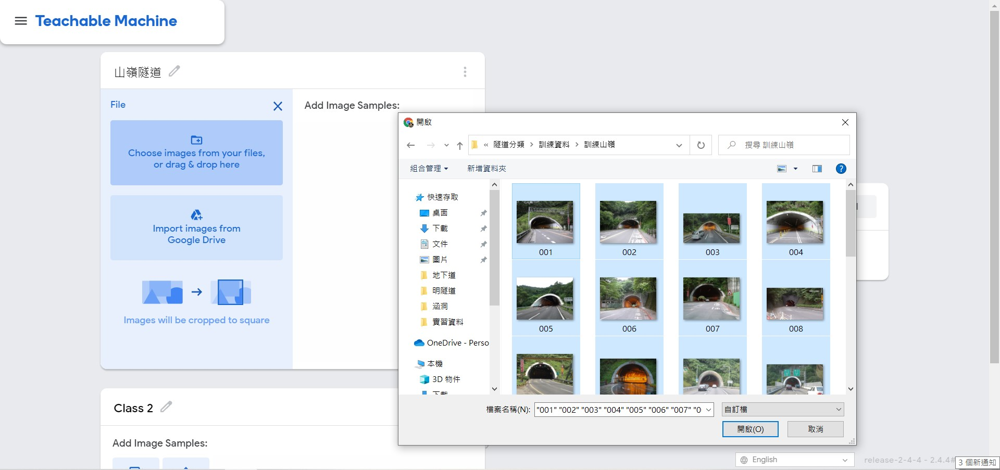 Teachable Machine
山嶺隧道
File
Choose images from your files,
or drag & drop here
Import images from
Google Drive
Images will be cropped to square
Add Image Samples:
Class 2
Add Image Samples:
開啟
« 隧道分類 › 訓練資料 › 訓練山嶺
搜尋 訓練山嶺
組合管理
新增資料夾
快速存取
桌面
下載
文件
圖片
地下道
明隧道
涵洞
實習資料
OneDrive - Perso
本機
3D 物件
下載
001 002 003 004
005 006 007 008
檔案名稱(N): "001" "002" "003" "004" "005" "006" "007" "0
自訂檔
開啟(O)
取消
English
release-2-4-4 - 2.4.4#
3 個新通知